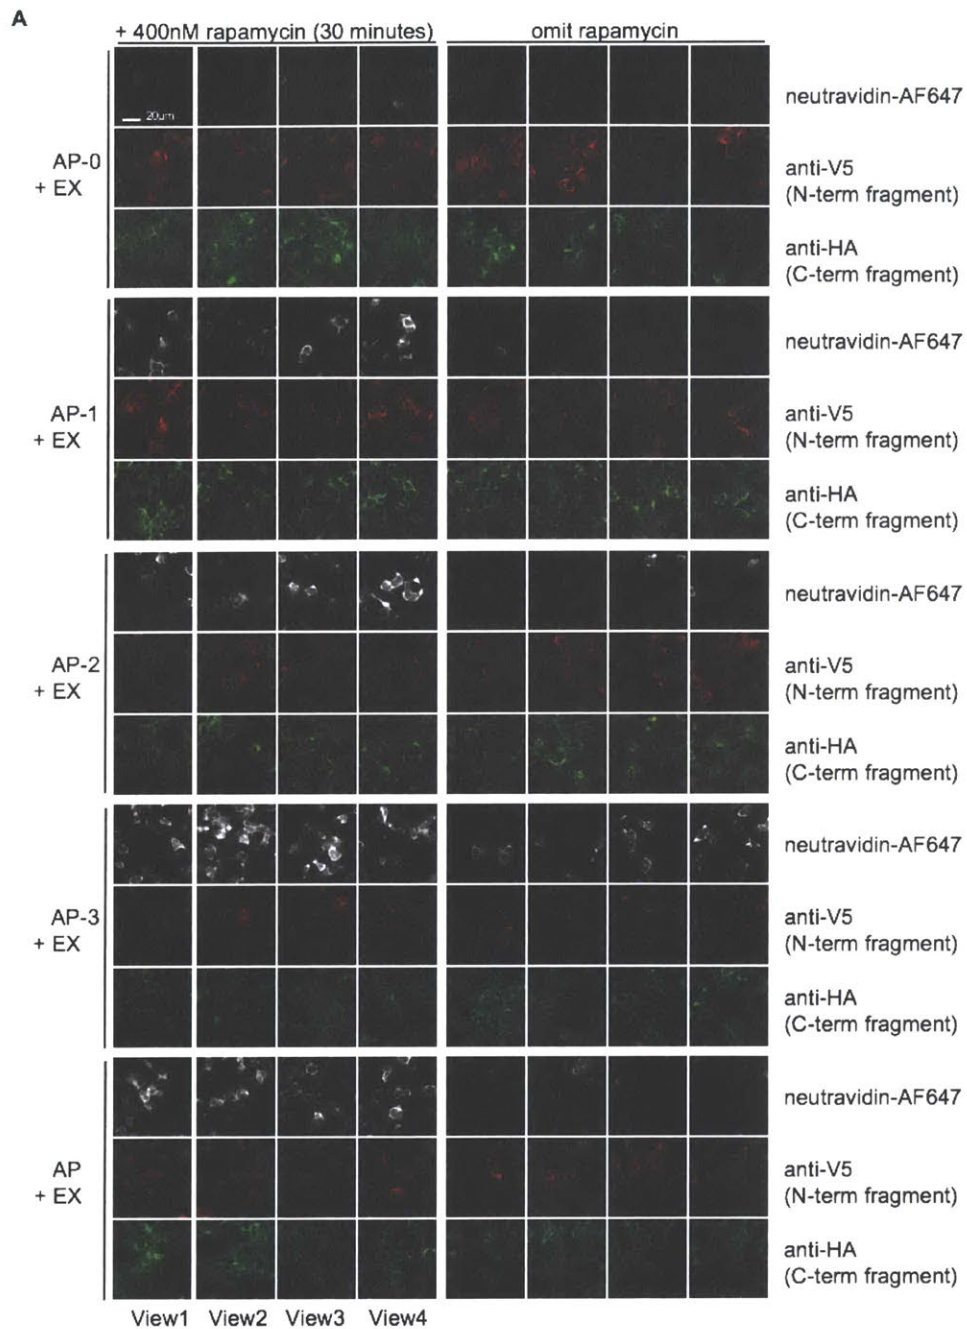 A
+ 400nM rapamycin (30 minutes)
omit rapamycin
20um
neutravidin-AF647
AP-0
+ EX
anti-V5
(N-term fragment)
anti-HA
(C-term fragment)
neutravidin-AF647
AP-1
+ EX
anti-V5
(N-term fragment)
anti-HA
(C-term fragment)
neutravidin-AF647
AP-2
+ EX
anti-V5
(N-term fragment)
anti-HA
(C-term fragment)
neutravidin-AF647
AP-3
+ EX
anti-V5
(N-term fragment)
anti-HA
(C-term fragment)
neutravidin-AF647
AP
+ EX
anti-V5
(N-term fragment)
anti-HA
(C-term fragment)
View1 View2 View3 View4